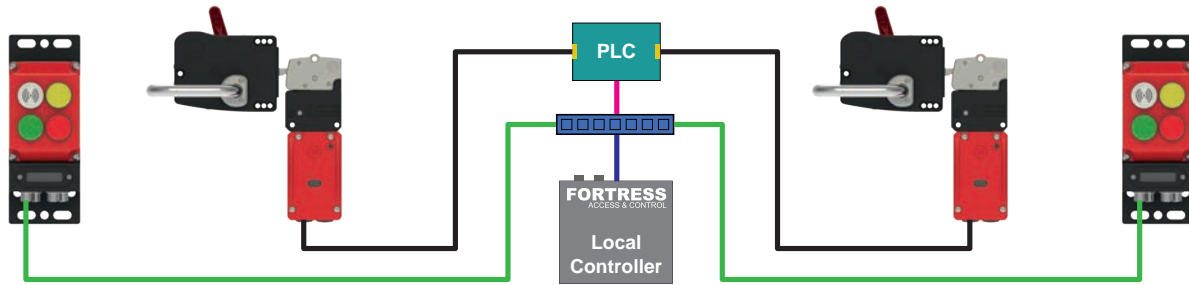 PLC
FORTRESS
ACCESS & CONTROL
Local
Controller